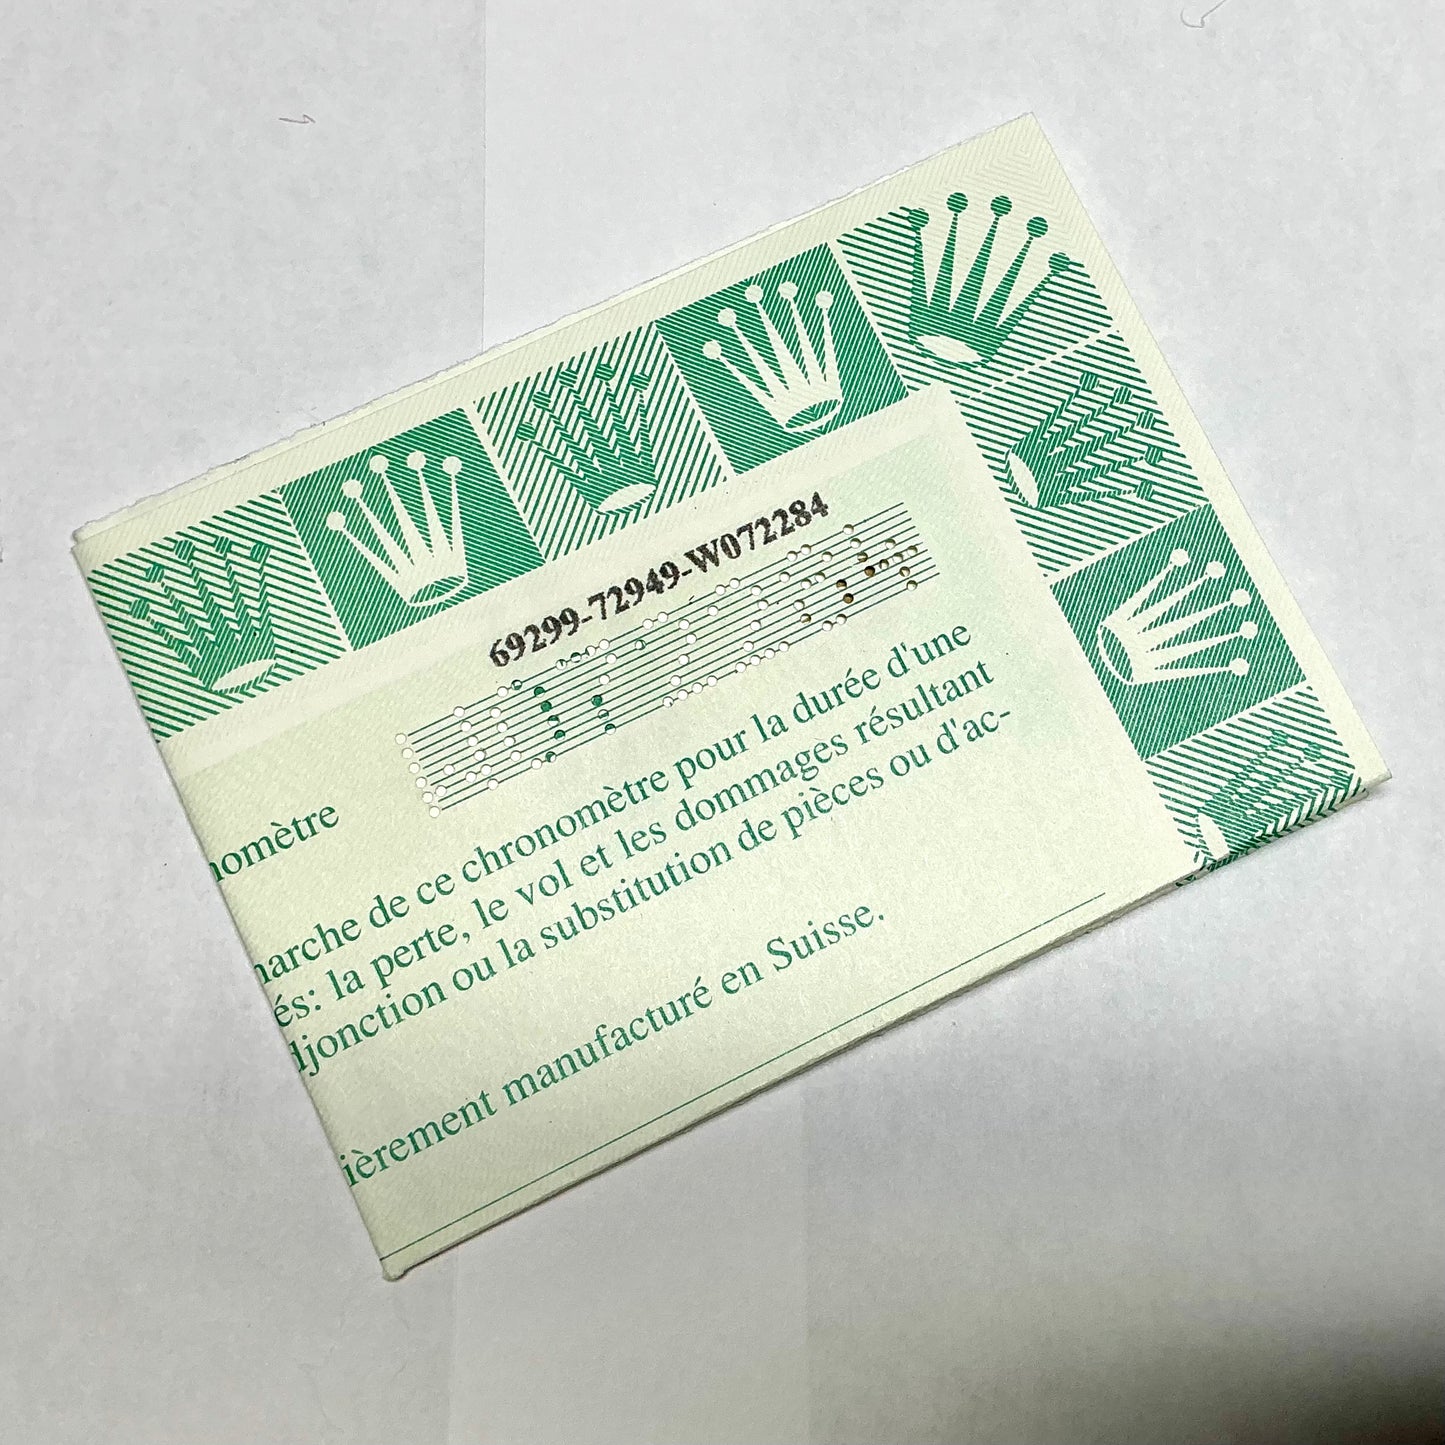 69299-72949-W072284
nomètre
marche de ce chronomètre pour la durée d'une
és: la perte, le vol et les dommages résultant
djonction ou la substitution de pièces ou d'ac-
ièrement manufacturé en Suisse.